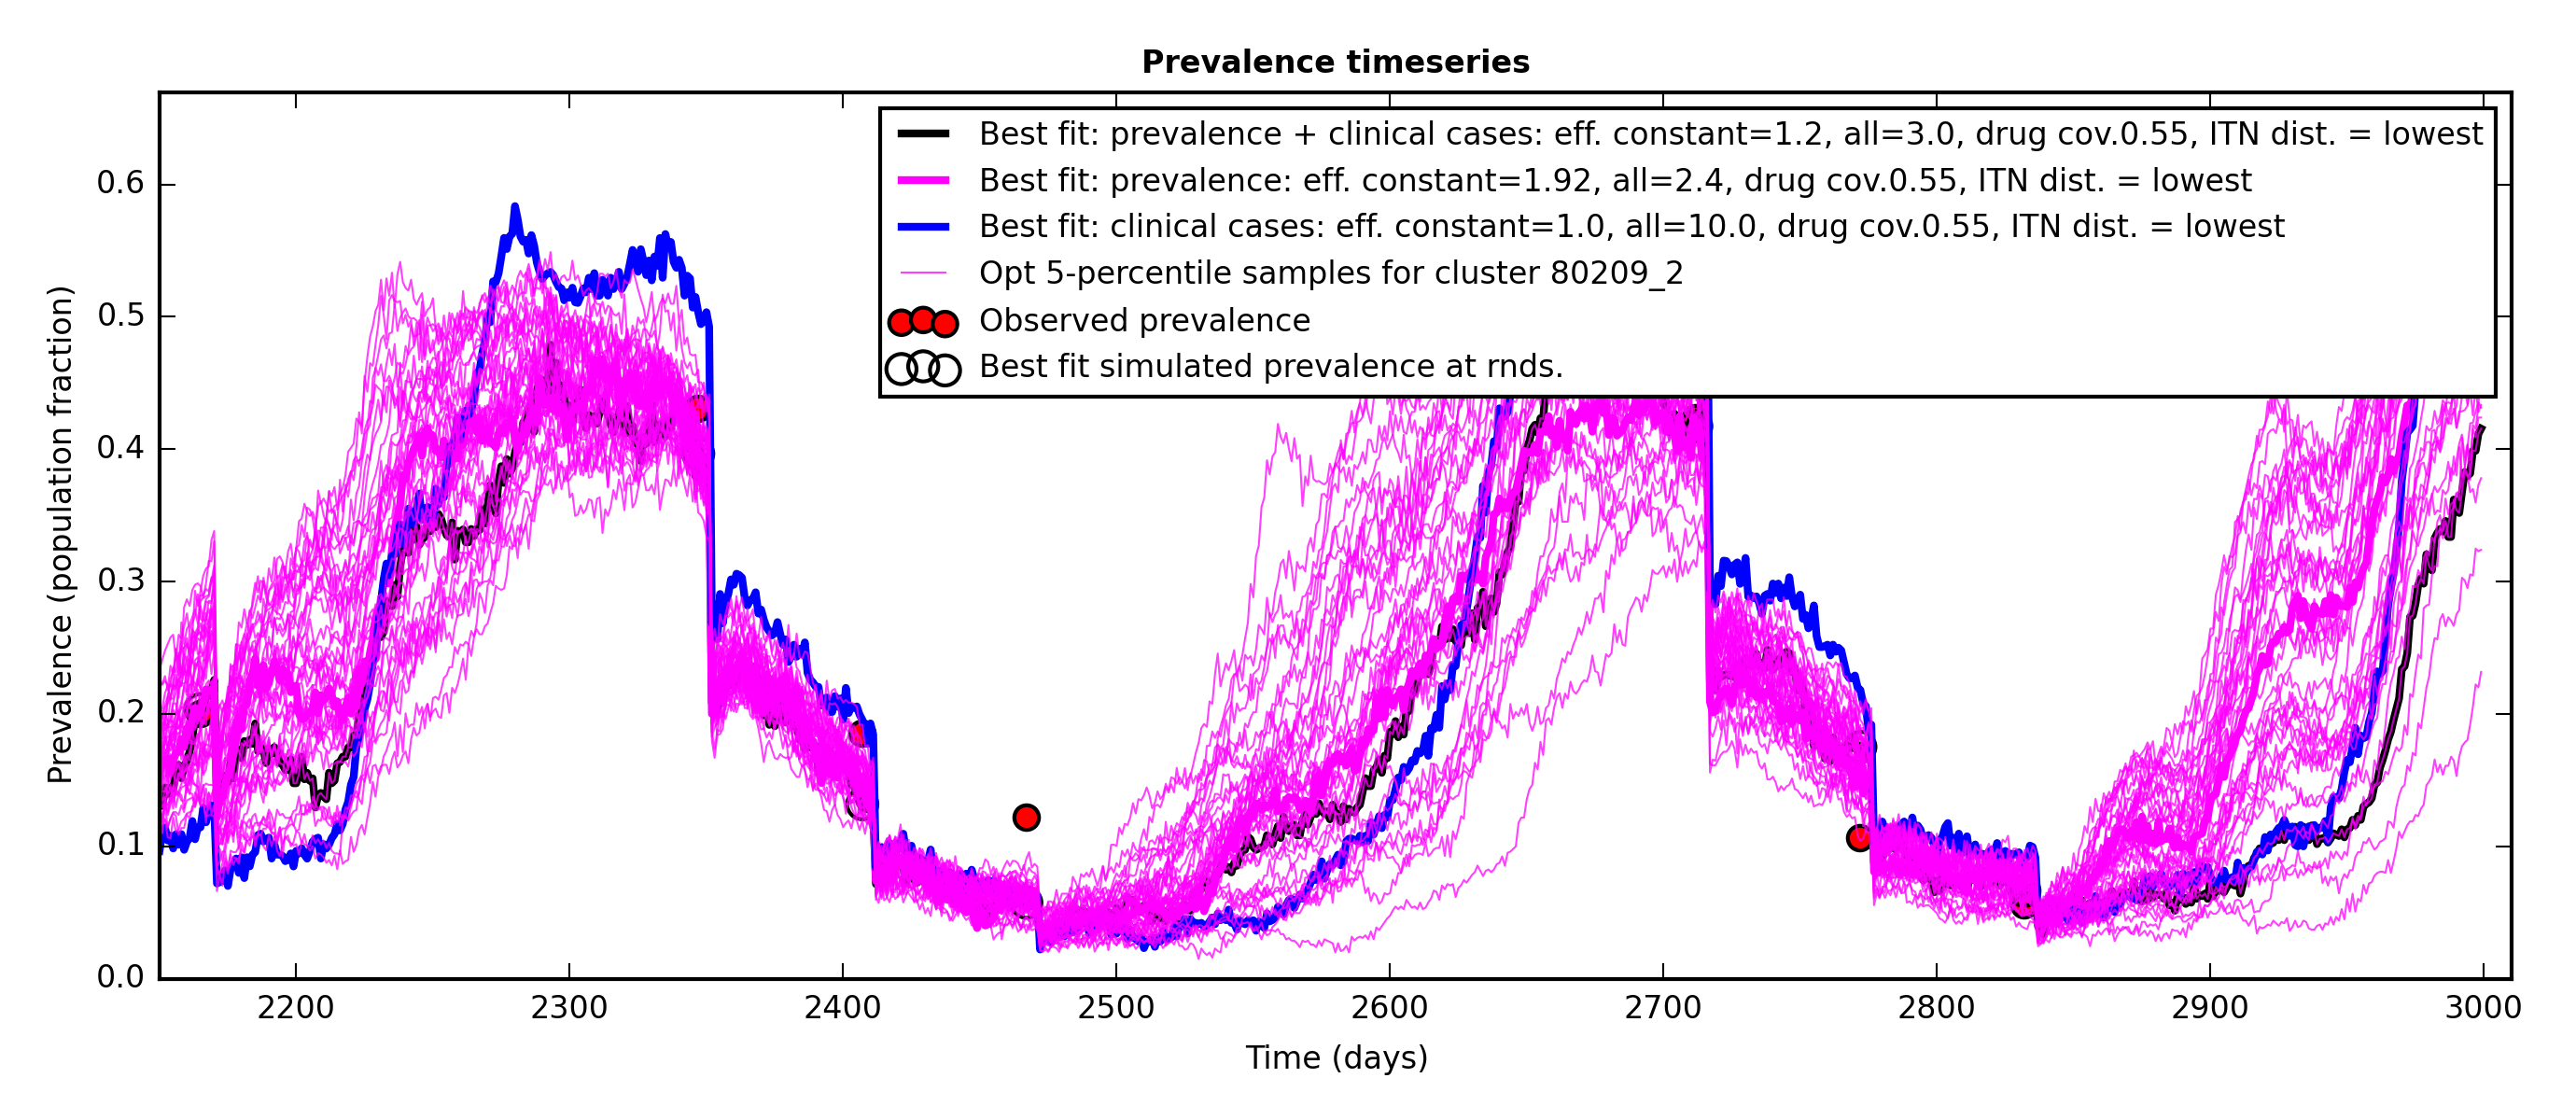 Prevalence timeseries
Best fit: prevalence + clinical cases: eff. constant=1.2, all=3.0, drug cov.0.55, ITN dist. = lowest
Best fit: prevalence: eff. constant=1.92, all=2.4, drug cov.0.55, ITN dist. = lowest
Best fit: clinical cases: eff. constant=1.0, all=10.0, drug cov.0.55, ITN dist. = lowest
Opt 5-percentile samples for cluster 80209_2
Observed prevalence
Best fit simulated prevalence at rnds.
Prevalence (population fraction)
0.6
0.5
0.4
0.3
0.2
0.1
0.0
2200 2300 2400 2500 2600 2700 2800 2900 3000
Time (days)